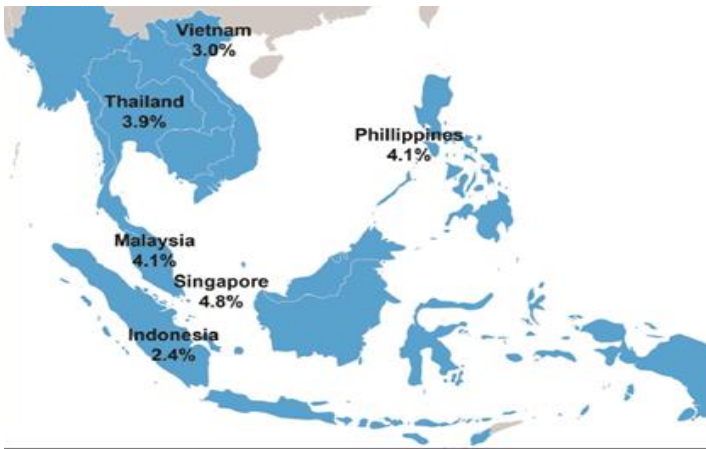 Vietnam
3.0%
Thailand
3.9%
Phillippines
4.1%
Malaysia
4.1%
Singapore
4.8%
Indonesia
2.4%